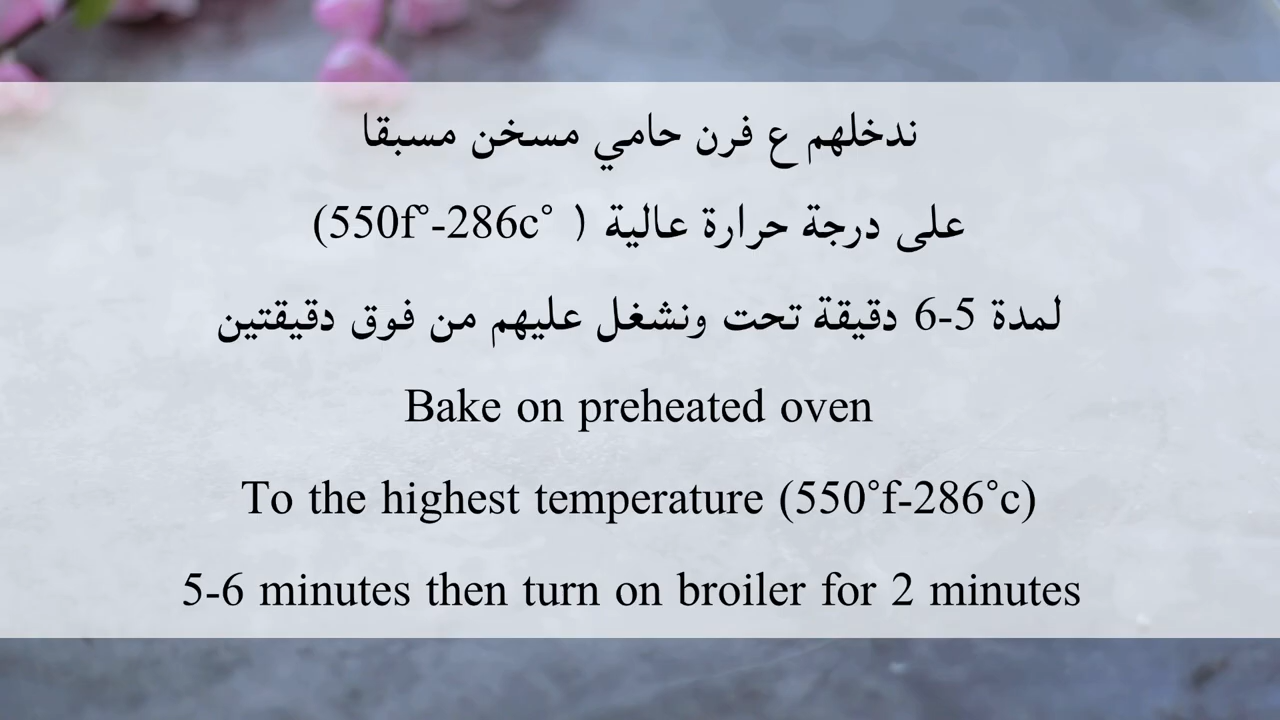 ندخلهم ع فرن حامي مسخن مسبقا
على درجة حرارة عالية ( 550f°-286c°)
لمدة 5-6 دقيقة تحت ونشغل عليهم من فوق دقيقتين
Bake on preheated oven
To the highest temperature (550°f-286°c)
5-6 minutes then turn on broiler for 2 minutes